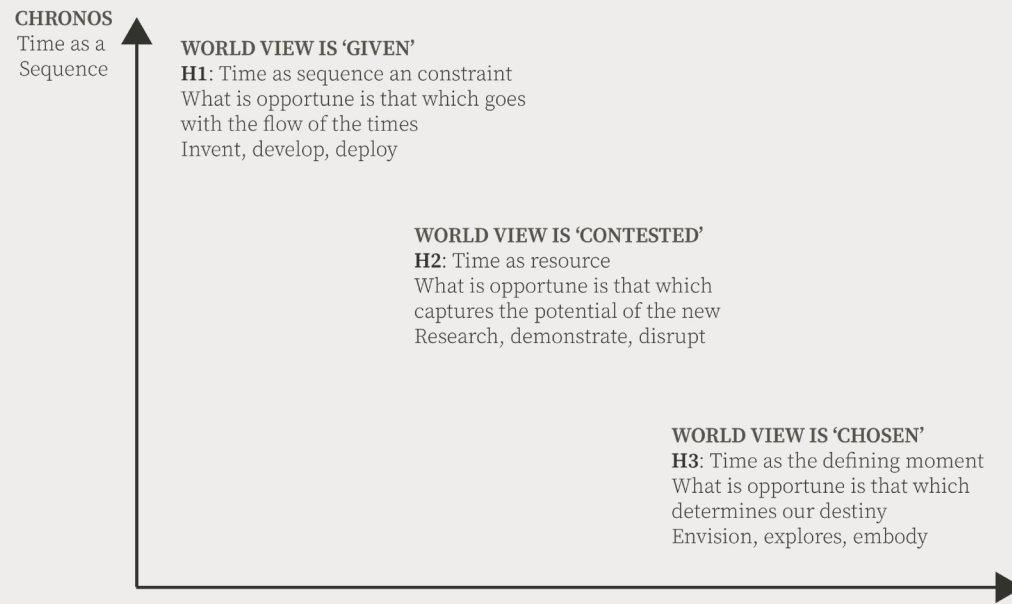 CHRONOS
Time as a
Sequence
WORLD VIEW IS ‘GIVEN’
H1: Time as sequence an constraint
What is opportune is that which goes
with the flow of the times
Invent, develop, deploy
WORLD VIEW IS ‘CONTESTED’
H2: Time as resource
What is opportune is that which
captures the potential of the new
Research, demonstrate, disrupt
WORLD VIEW IS ‘CHOSEN’
H3: Time as the defining moment
What is opportune is that which
determines our destiny
Envision, explores, embody